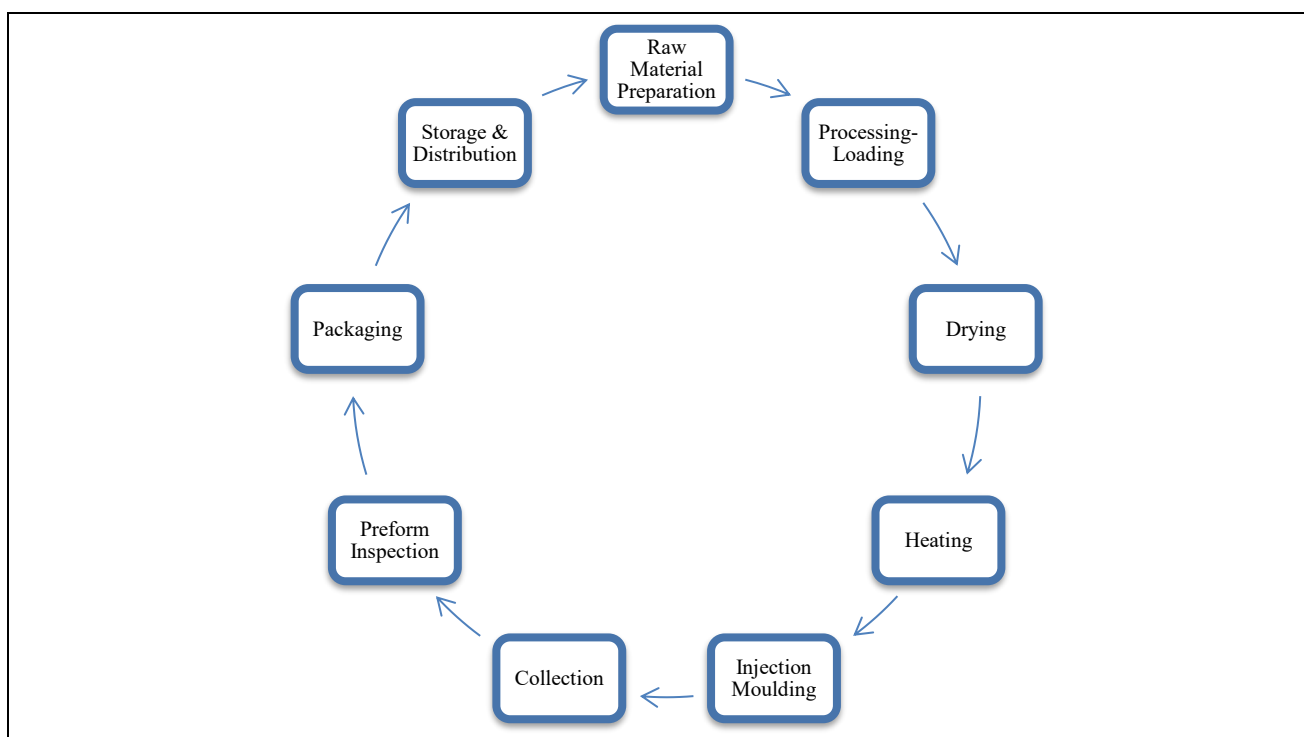 Raw
Material
Preparation
Processing-
Loading
Drying
Heating
Injection
Moulding
Collection
Preform
Inspection
Packaging
Storage &
Distribution